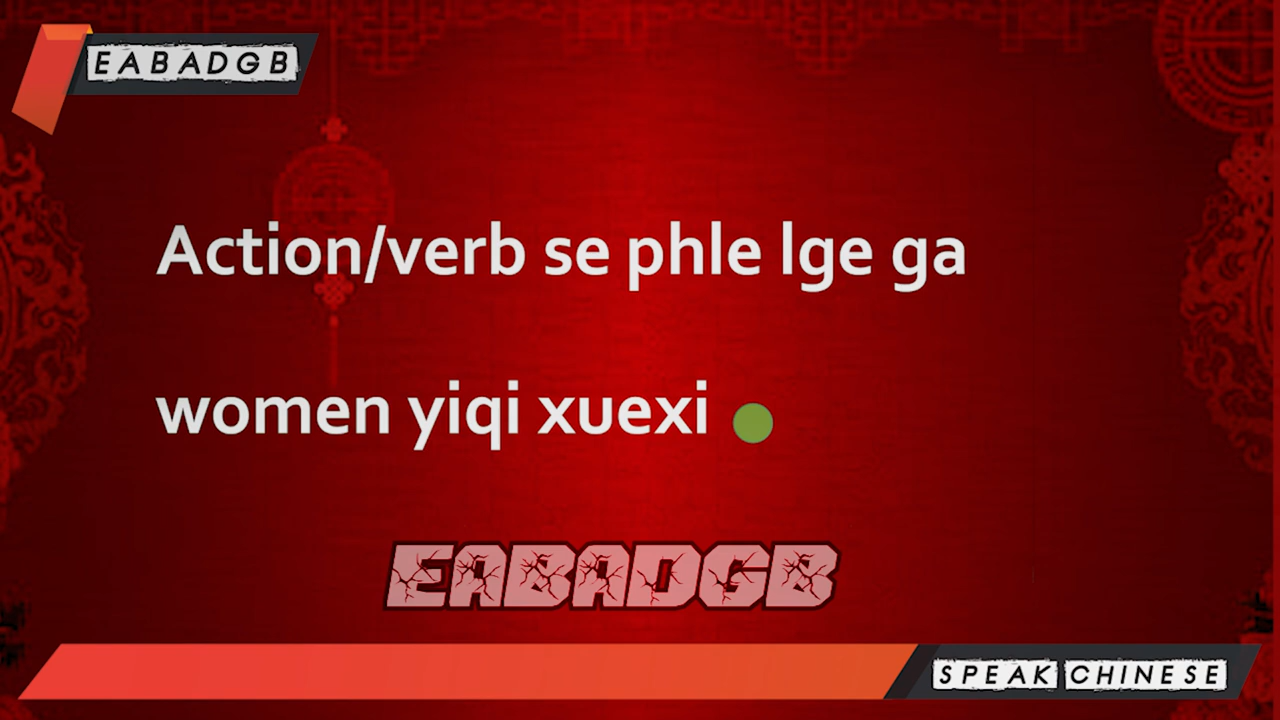 EABADGB
Action/verb se phle lge ga
women yiqi xuexi
EABADGB
SPEAK CHINESE